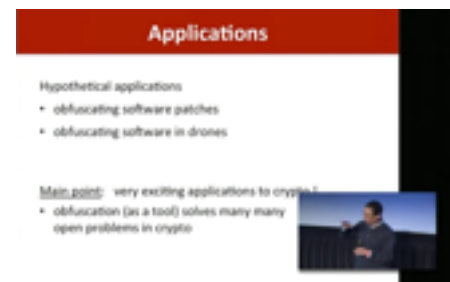 Applications
Hypothetical applications
• obfuscating software patches
• obfuscating software in drones
Main point: very exciting applications to crypto !
• obfuscation (as a tool) solves many many
open problems in crypto